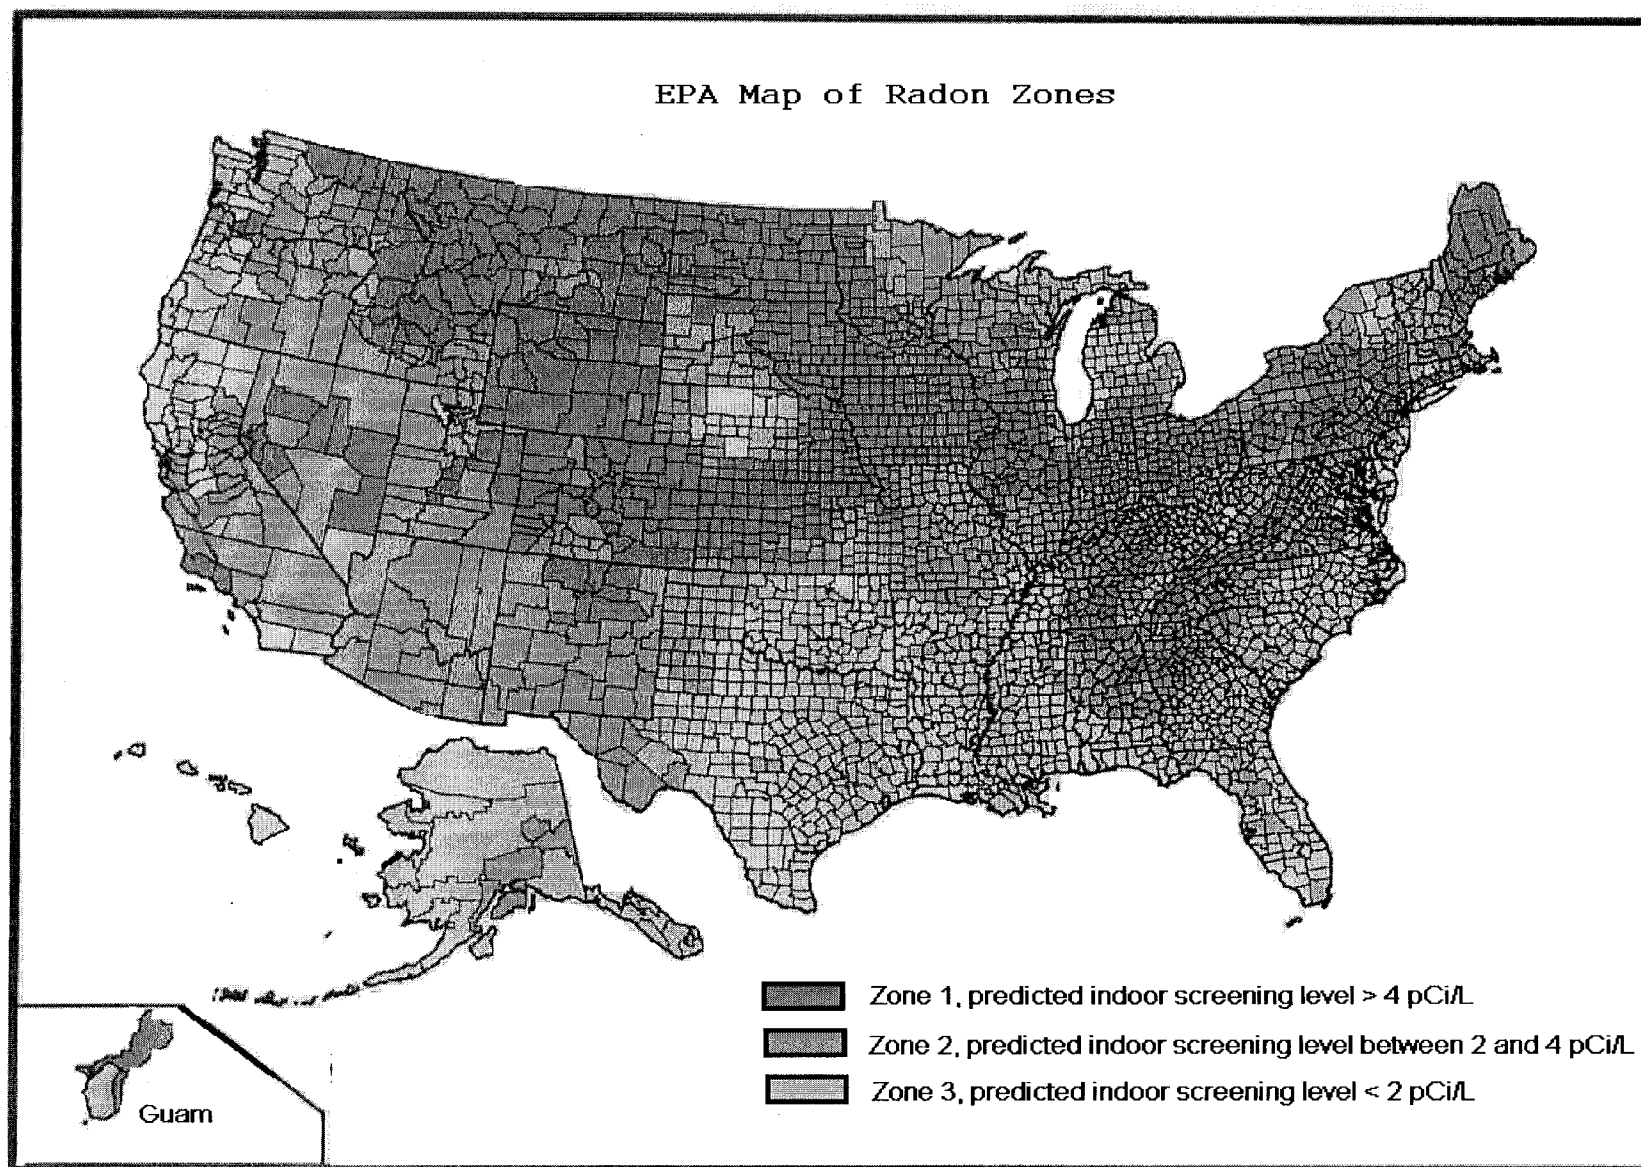 EPA Map of Radon Zones
Zone 1, predicted indoor screening level > 4 pCi/L
Zone 2, predicted indoor screening level between 2 and 4 pCi/L
Zone 3, predicted indoor screening level < 2 pCi/L
Guam